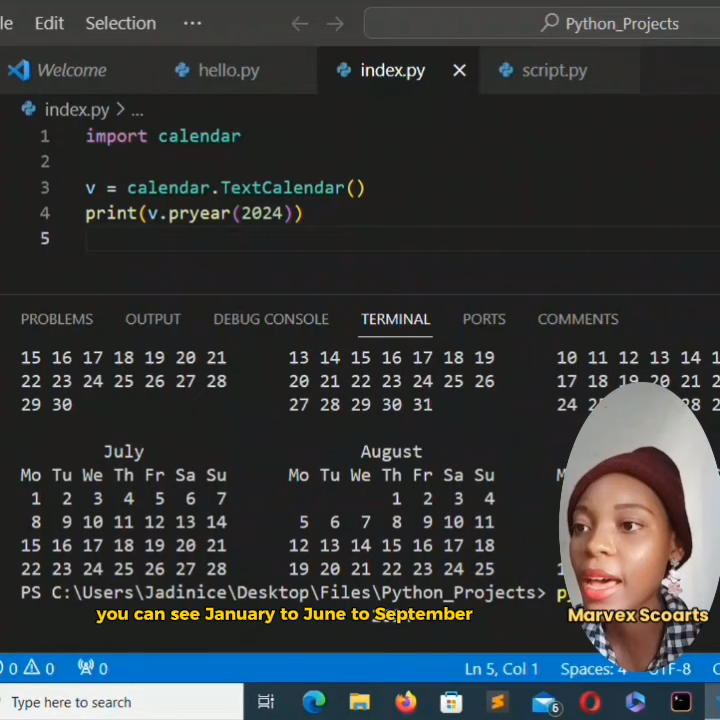 le Edit Selection ...
Python_Projects
Welcome hello.py index.py script.py
index.py > ...
1 import calendar
2
3 v = calendar.TextCalendar()
4 print(v.pryear(2024))
5
PROBLEMS OUTPUT DEBUG CONSOLE TERMINAL PORTS COMMENTS
15 16 17 18 19 20 21 13 14 15 16 17 18 19 10 11 12 13 14
22 23 24 25 26 27 28 20 21 22 23 24 25 26 17 18 19 20 21
29 30 27 28 29 30 31 24 28
July August
Mo Tu We Th Fr Sa Su Mo Tu We Th Fr Sa Su
1 2 3 4 5 6 7 1 2 3 4
8 9 10 11 12 13 14 5 6 7 8 9 10 11
15 16 17 18 19 20 21 12 13 14 15 16 17 18
22 23 24 25 26 27 28 19 20 21 22 23 24 25
PS C:\Users\Jadinice\Desktop\Files\Python_Projects> p
you can see January to June to September
Marvex Scoarts
0 0 0 Ln 5, Col 1 Spaces: 4 UTF-8
Type here to search
6